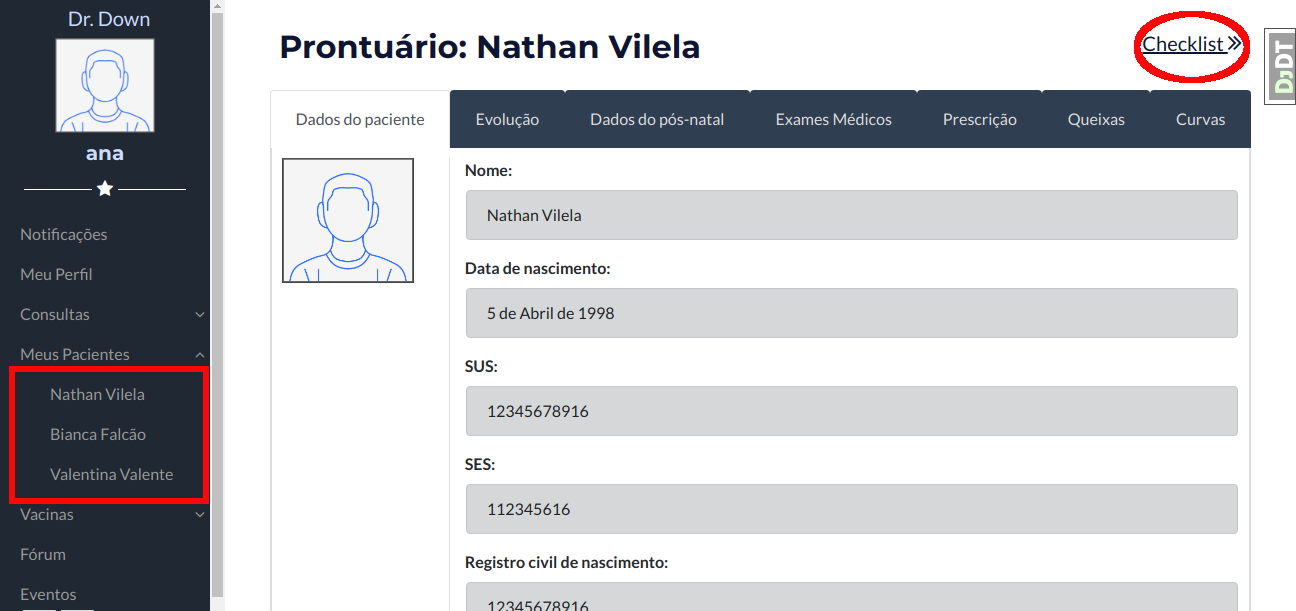 Dr. Down
ana
Notificações
Meu Perfil
Consultas
Meus Pacientes
Nathan Vilela
Bianca Falcão
Valentina Valente
Vacinas
Fórum
Eventos
Prontuário: Nathan Vilela
Checklist »
DjDT
Dados do paciente
Evolução
Dados do pós-natal
Exames Médicos
Prescrição
Queixas
Curvas
Nome:
Nathan Vilela
Data de nascimento:
5 de Abril de 1998
SUS:
12345678916
SES:
112345616
Registro civil de nascimento:
12345678916